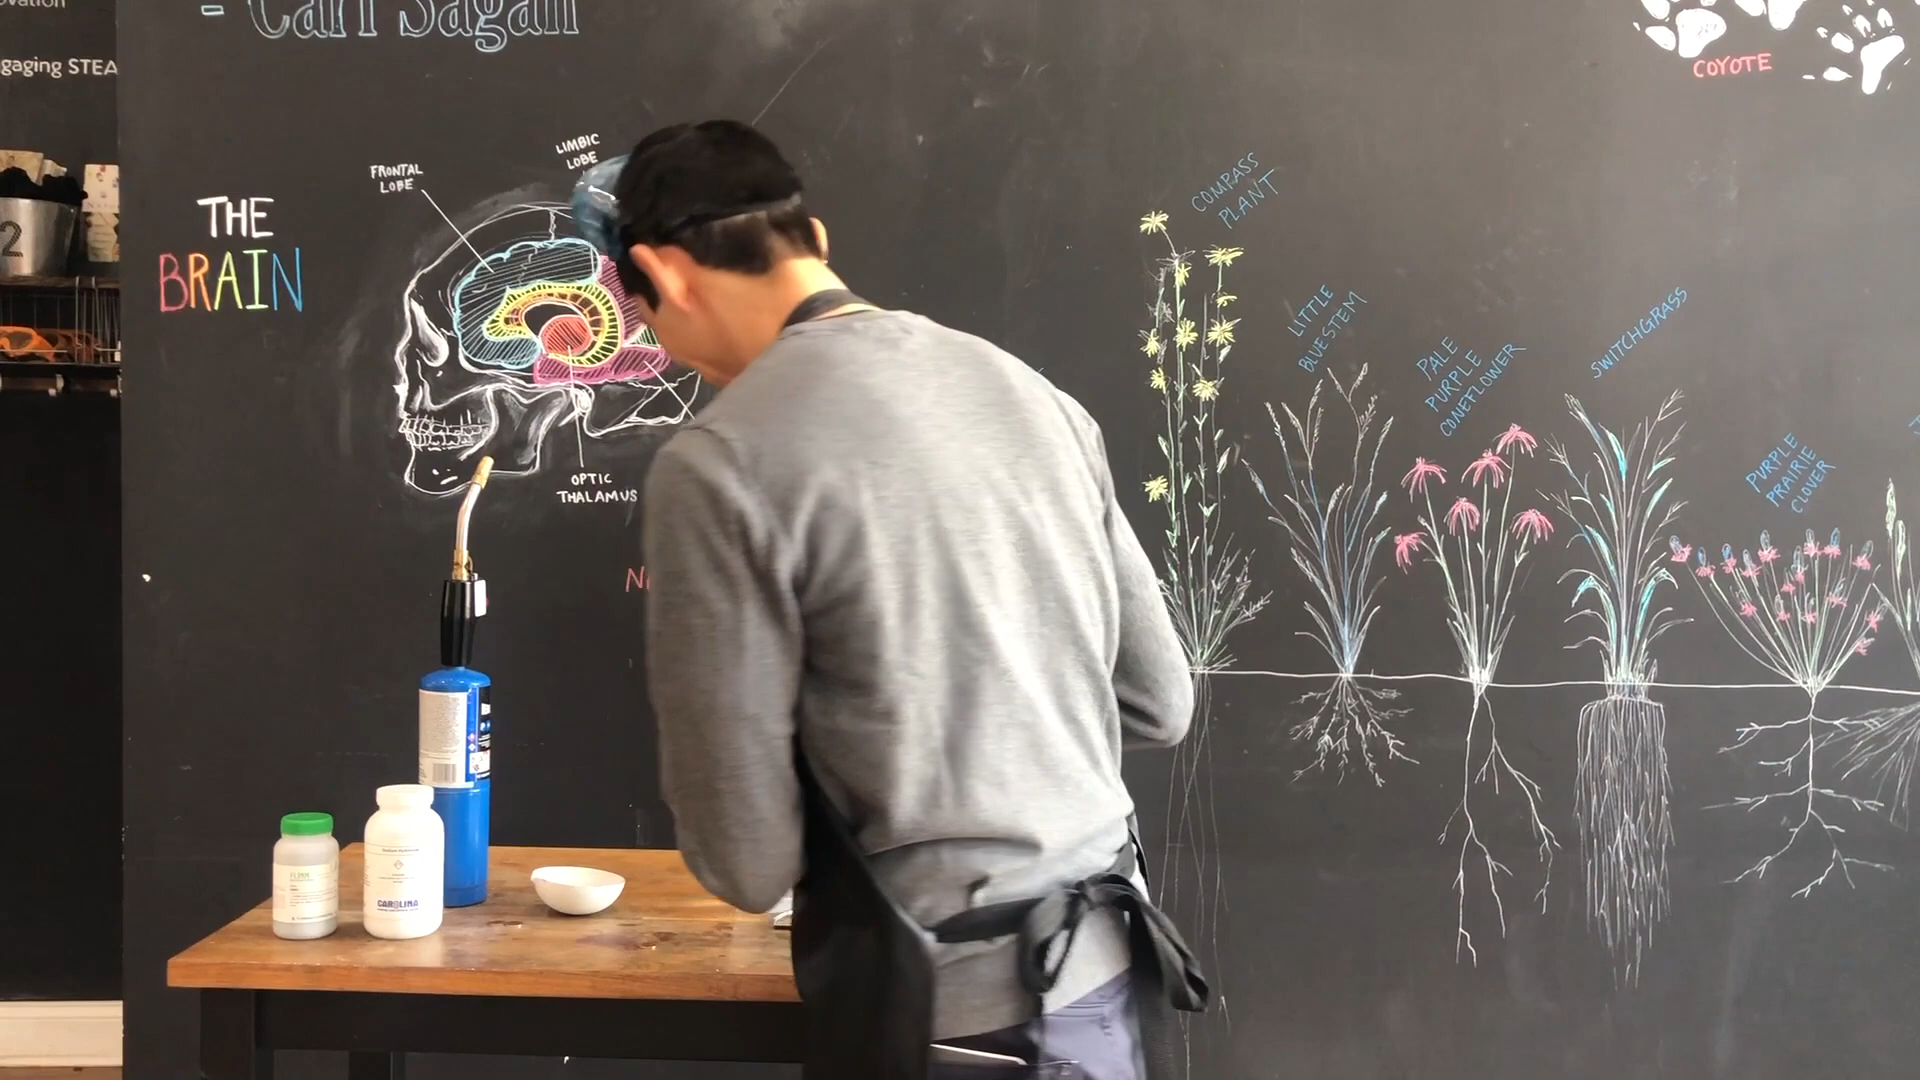 - Carl Sagan
gaging STEA
COYOTE
LIMBIC
LOBE
FRONTAL
LOBE
THE
BRAIN
2
OPTIC
THALAMUS
COMPASS
PLANT
LITTLE
BLUESTEM
PALE
PURPLE
CONEFLOWER
SWITCHGRASS
PURPLE
PRAIRIE
CLOVER
CAROLINA